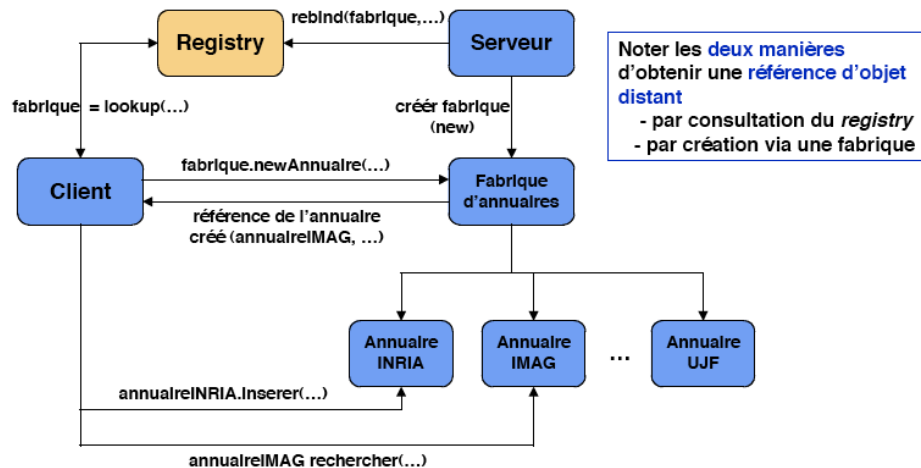 rebind(fabrique,…)
Registry
Serveur
Noter les deux manières
d'obtenir une référence d'objet
distant
- par consultation du registry
- par création via une fabrique
fabrique = lookup(…)
créér fabrique
(new)
fabrique.newAnnuaire(…)
Client
Fabrique
d'annuaires
référence de l'annuaire
créé (annuaireIMAG, …)
Annuaire
INRIA
Annuaire
IMAG
...
Annuaire
UJF
annuaireINRIA.Inserer(…)
annuaireIMAG rechercher(…)